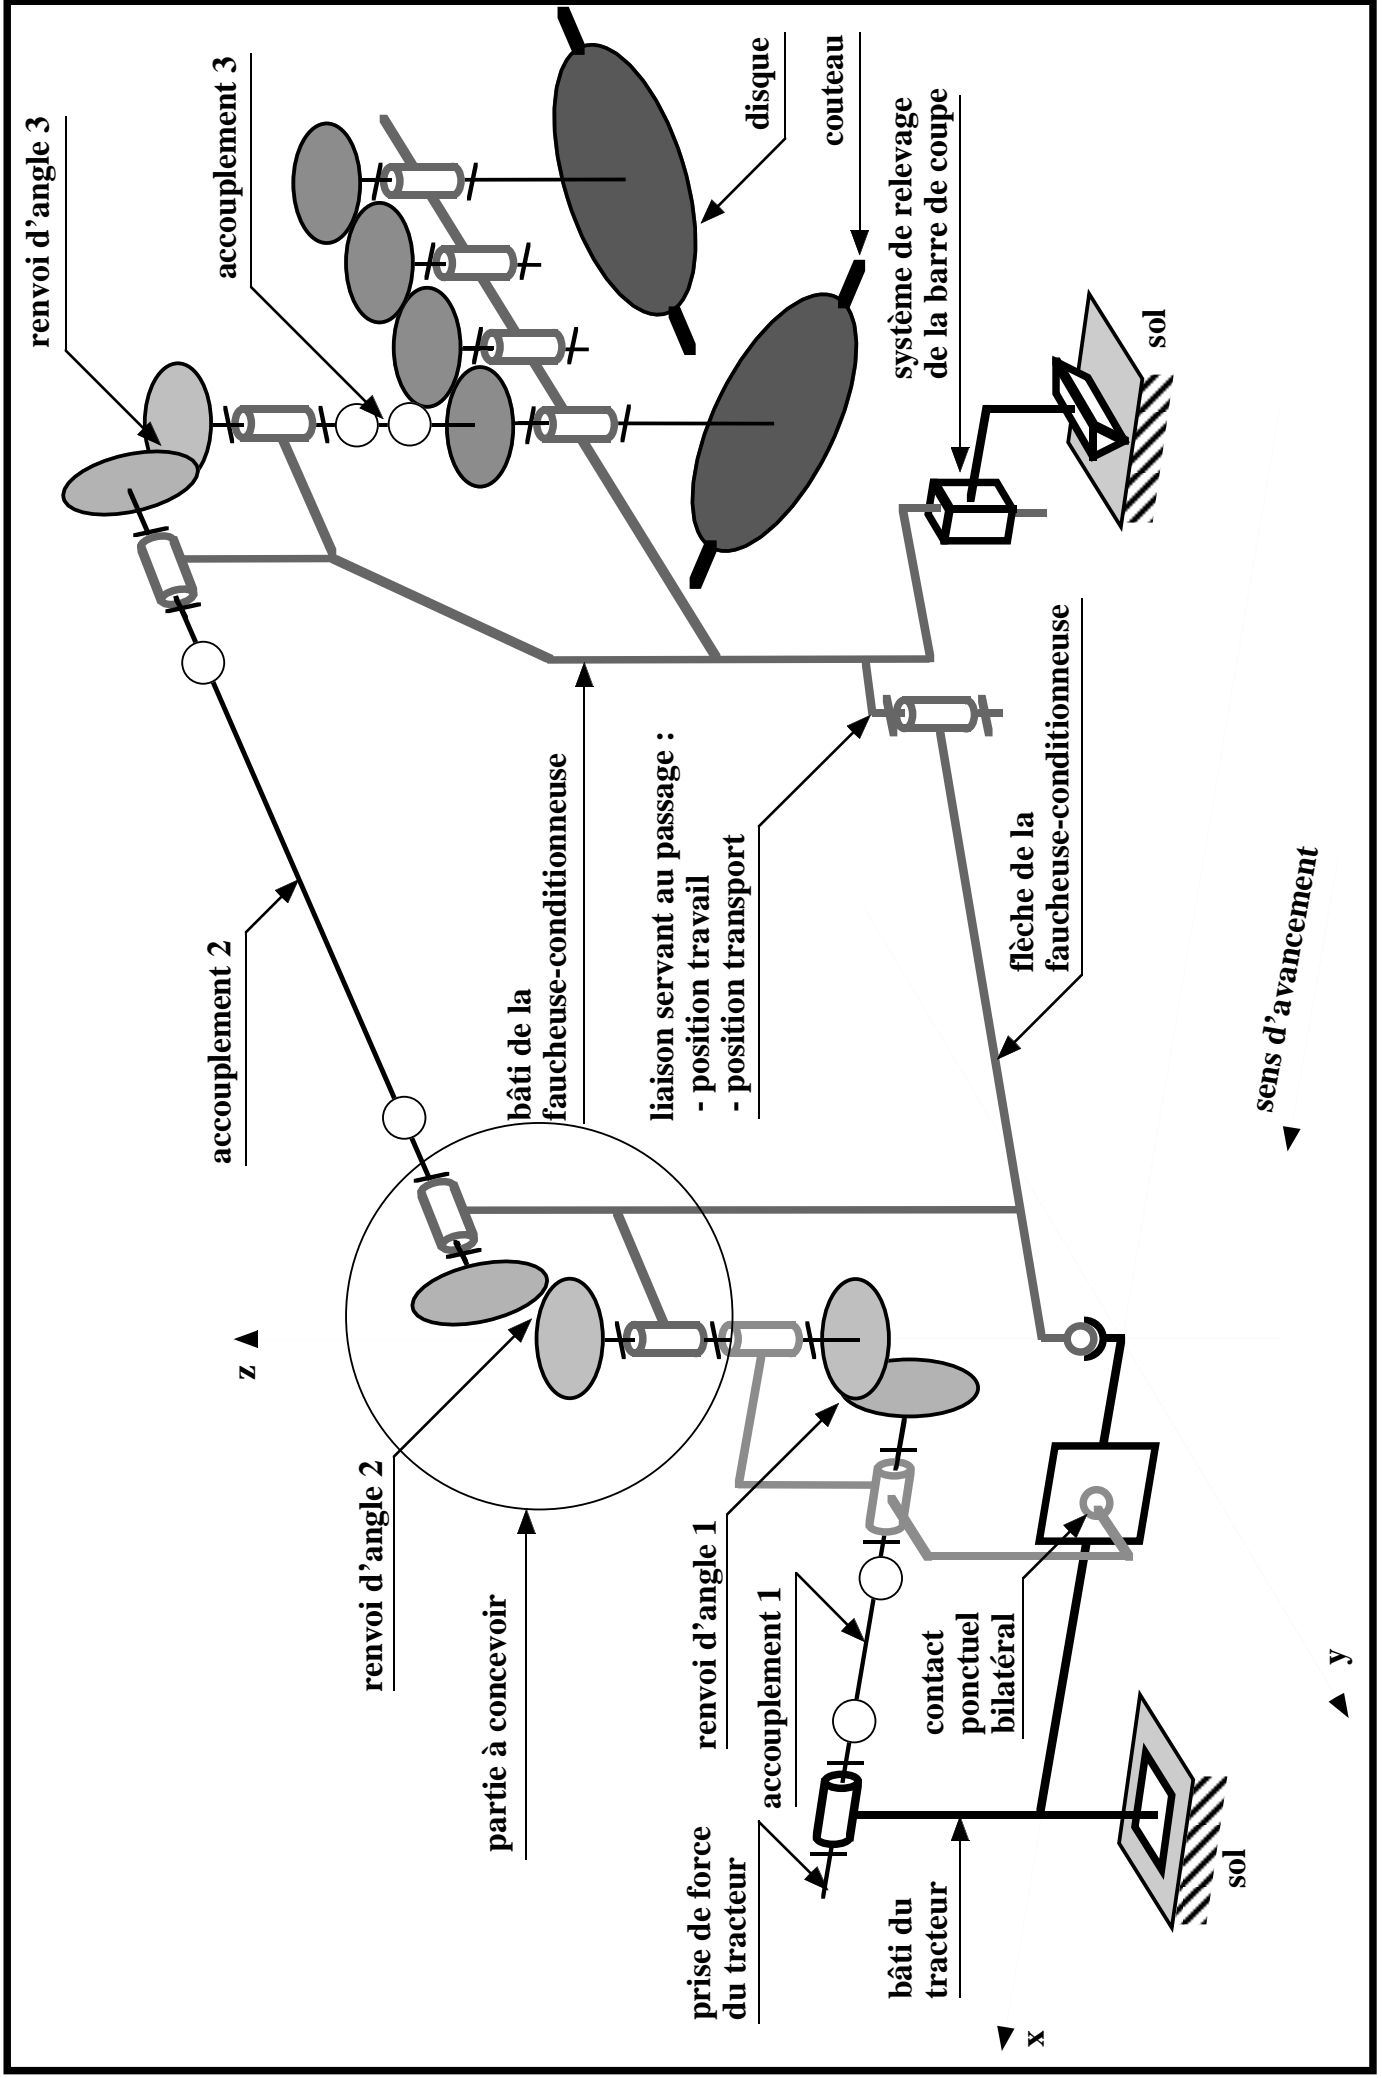 renvoi d’angle 3
accouplement 3
disque
couteau
système de relevage
de la barre de coupe
sol
accouplement 2
bâti de la
faucheuse-conditionneuse
liaison servant au passage :
- position travail
- position transport
flèche de la
faucheuse-conditionneuse
sens d’avancement
z
renvoi d’angle 2
partie à concevoir
renvoi d’angle 1
accouplement 1
contact
ponctuel
bilatéral
y
prise de force
du tracteur
bâti du
tracteur
sol
x